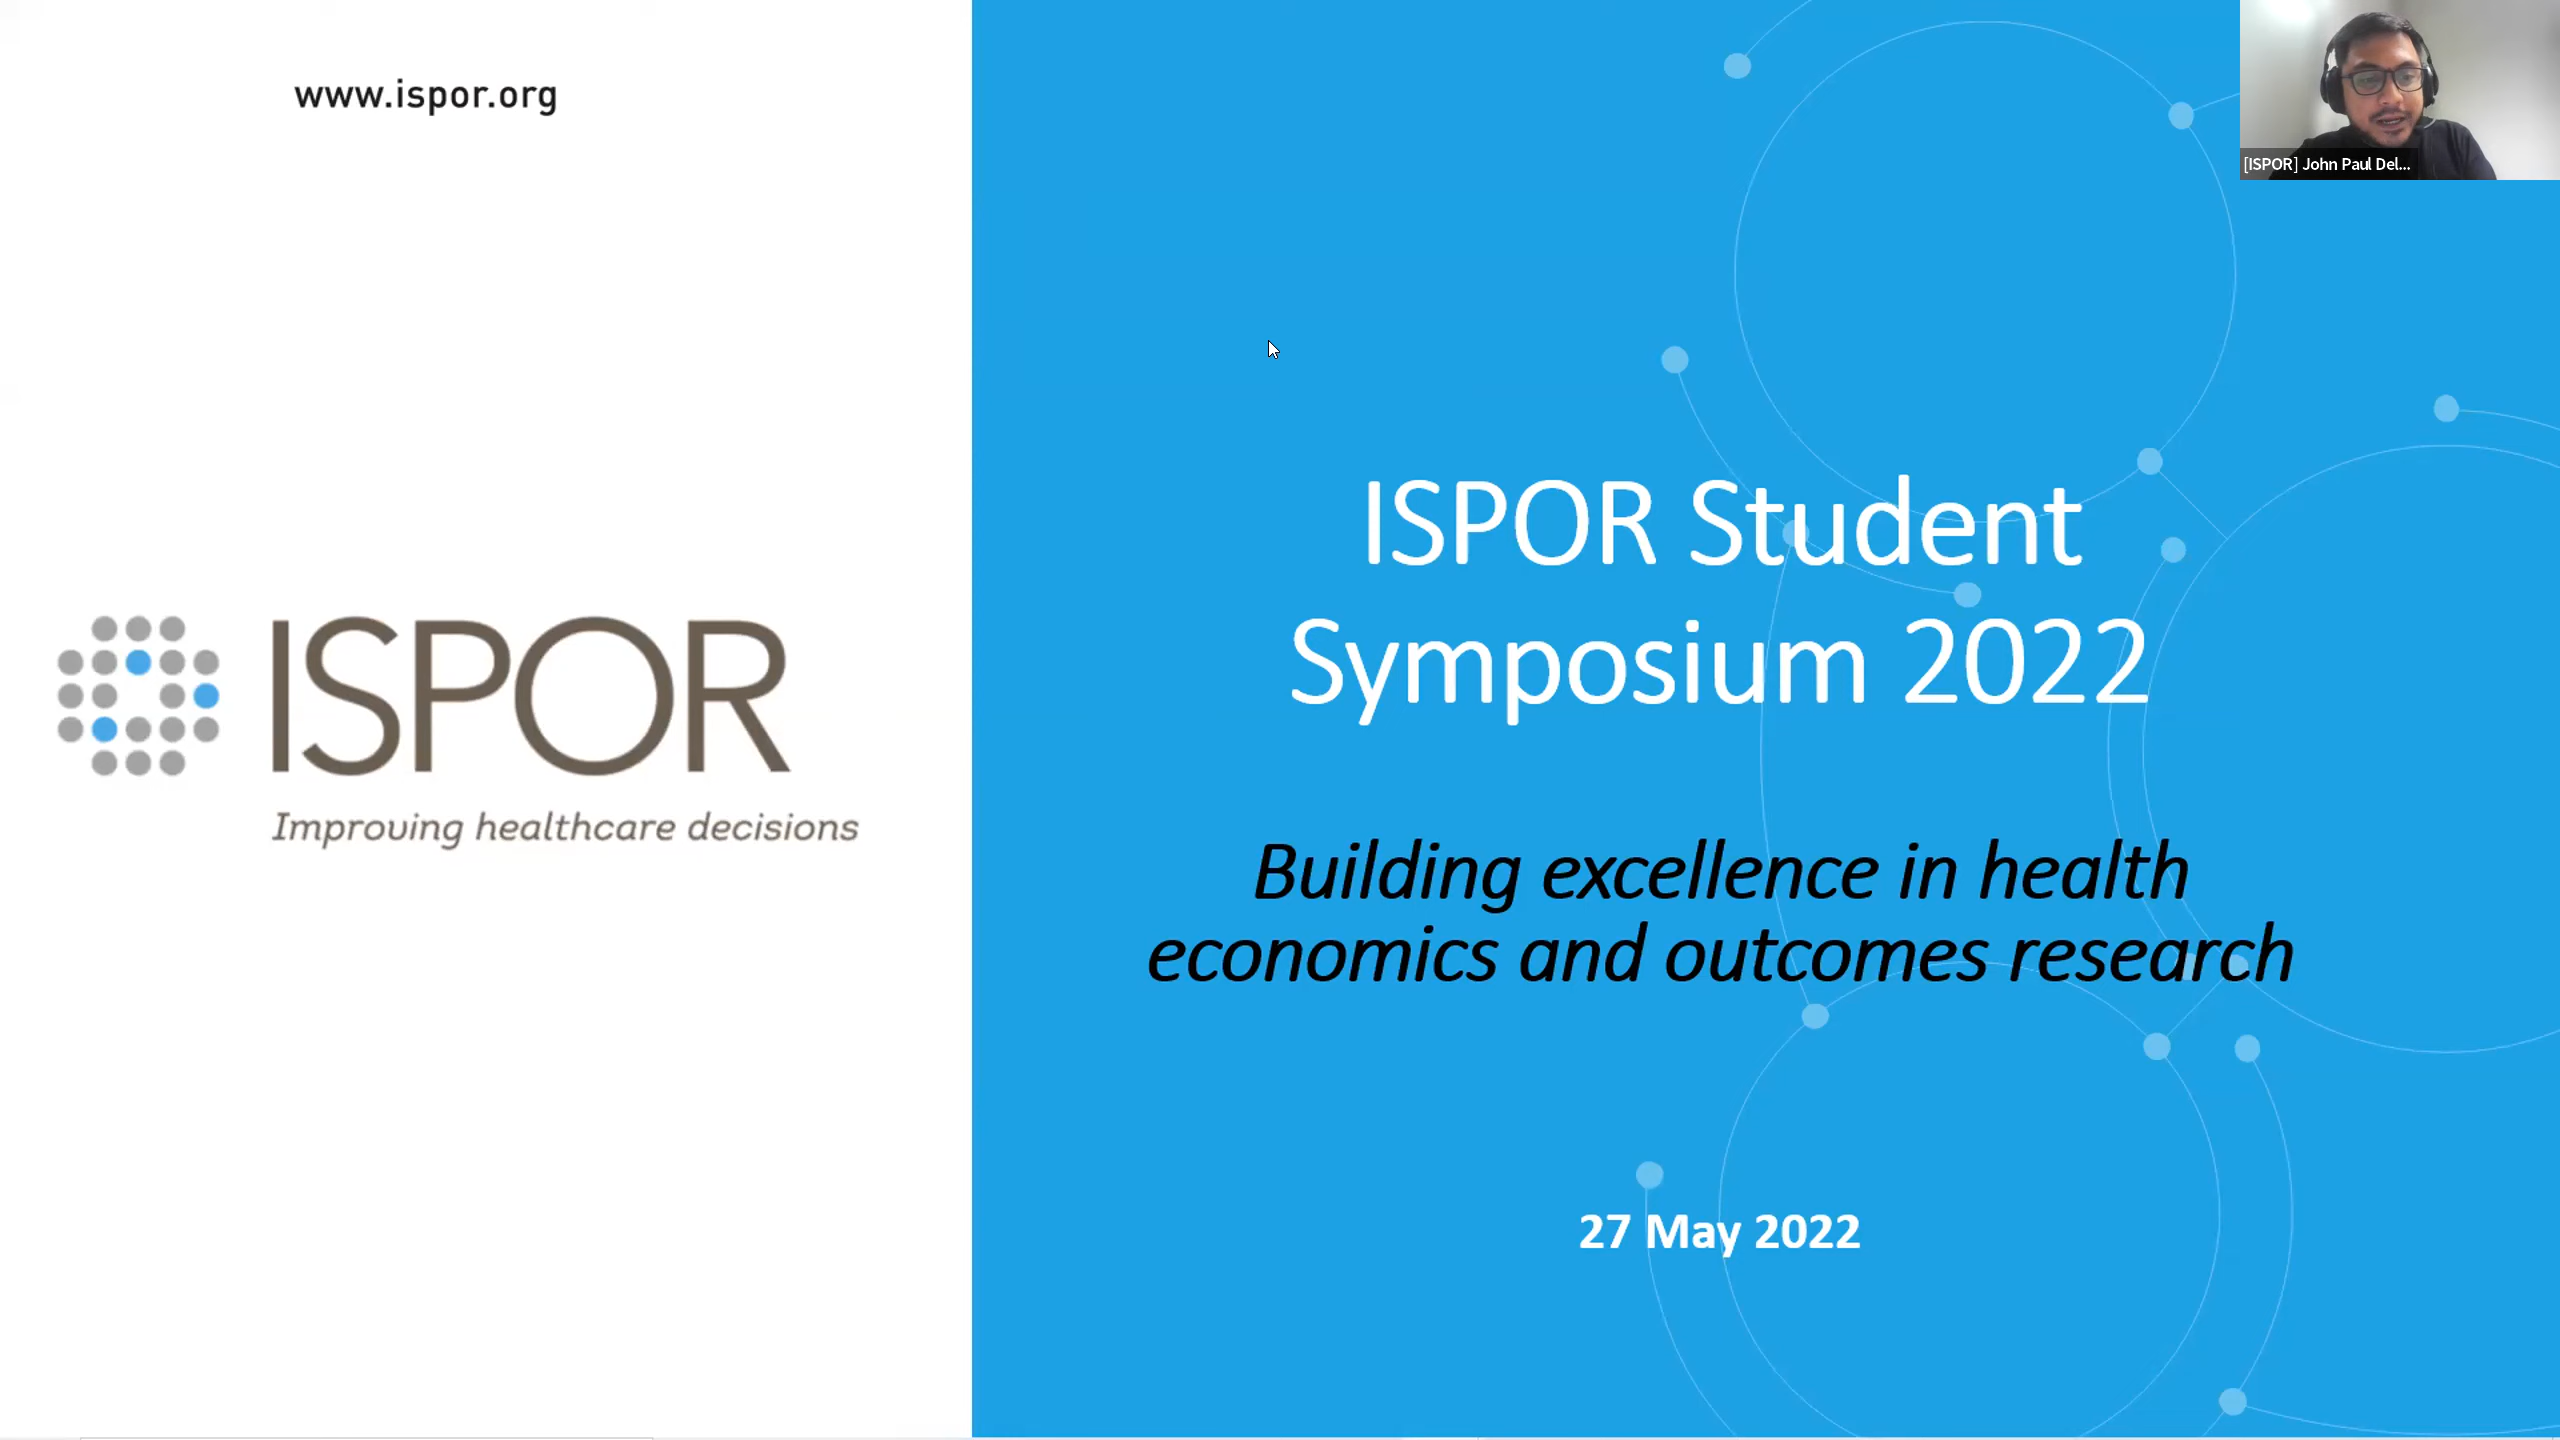 www.ispor.org
ISPOR
Improving healthcare decisions
ISPOR Student
Symposium 2022
Building excellence in health
economics and outcomes research
27 May 2022
[ISPOR] John Paul Del...